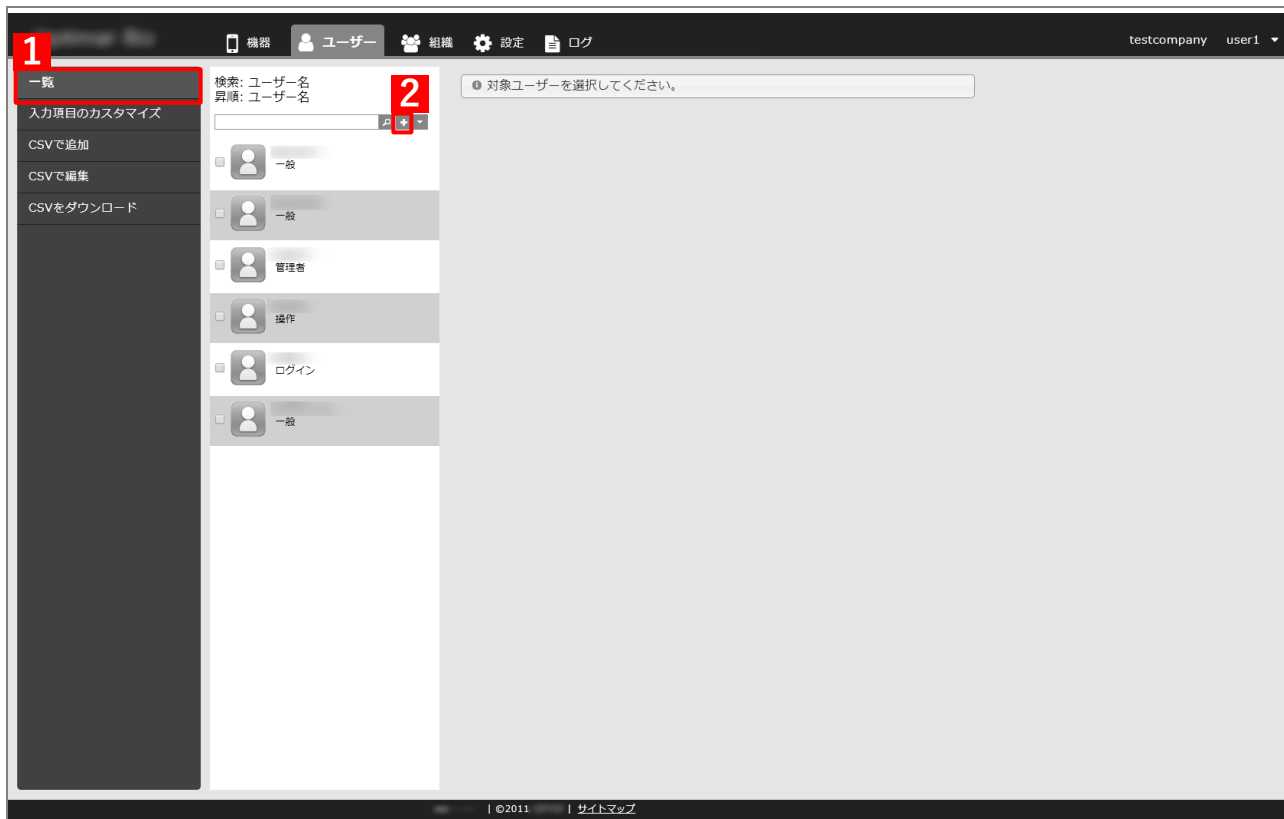 機器 ユーザー 組織 設定 ログ testcompany user1
1
一覧
入力項目のカスタマイズ
CSVで追加
CSVで編集
CSVをダウンロード
検索: ユーザー名
昇順: ユーザー名
2
一般
一般
管理者
操作
ログイン
一般
対象ユーザーを選択してください。
| ©2011 | サイトマップ